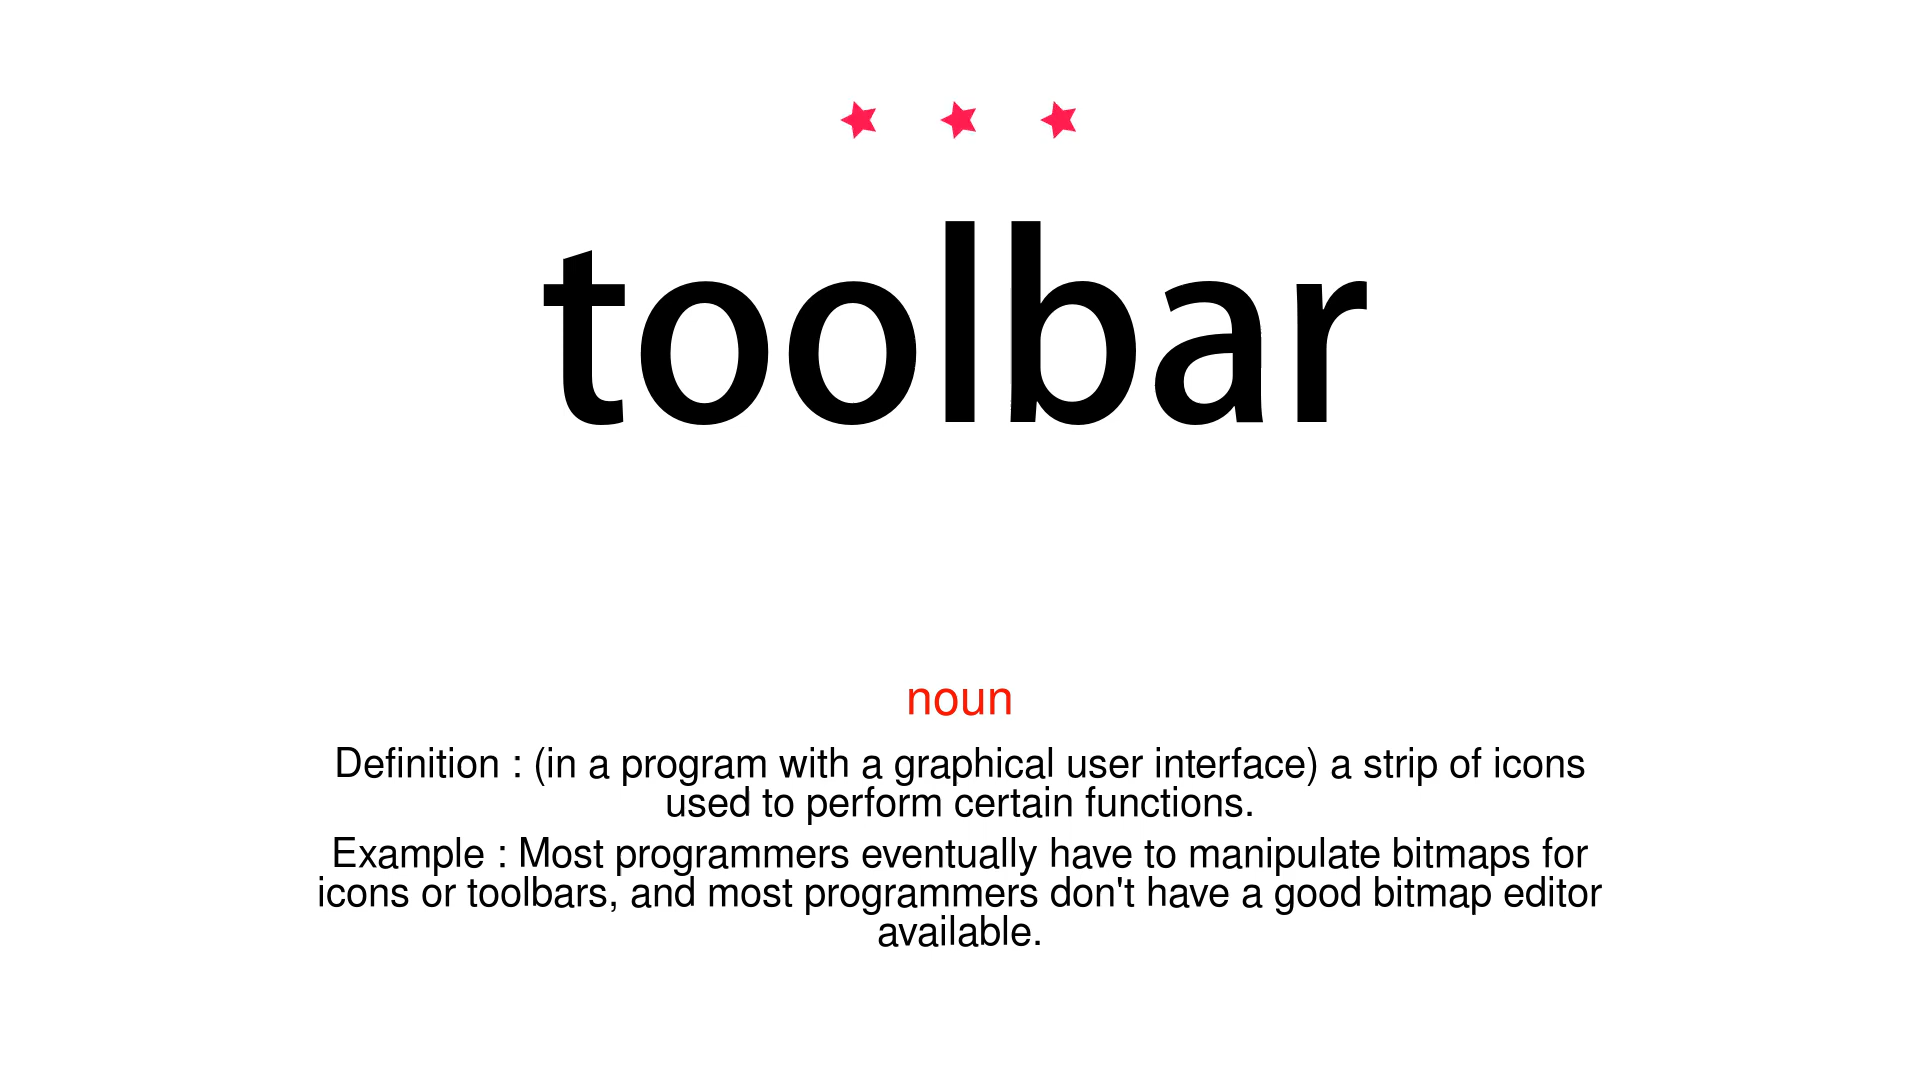 toolbar
noun
Definition : (in a program with a graphical user interface) a strip of icons
used to perform certain functions.
Example : Most programmers eventually have to manipulate bitmaps for
icons or toolbars, and most programmers don't have a good bitmap editor
available.